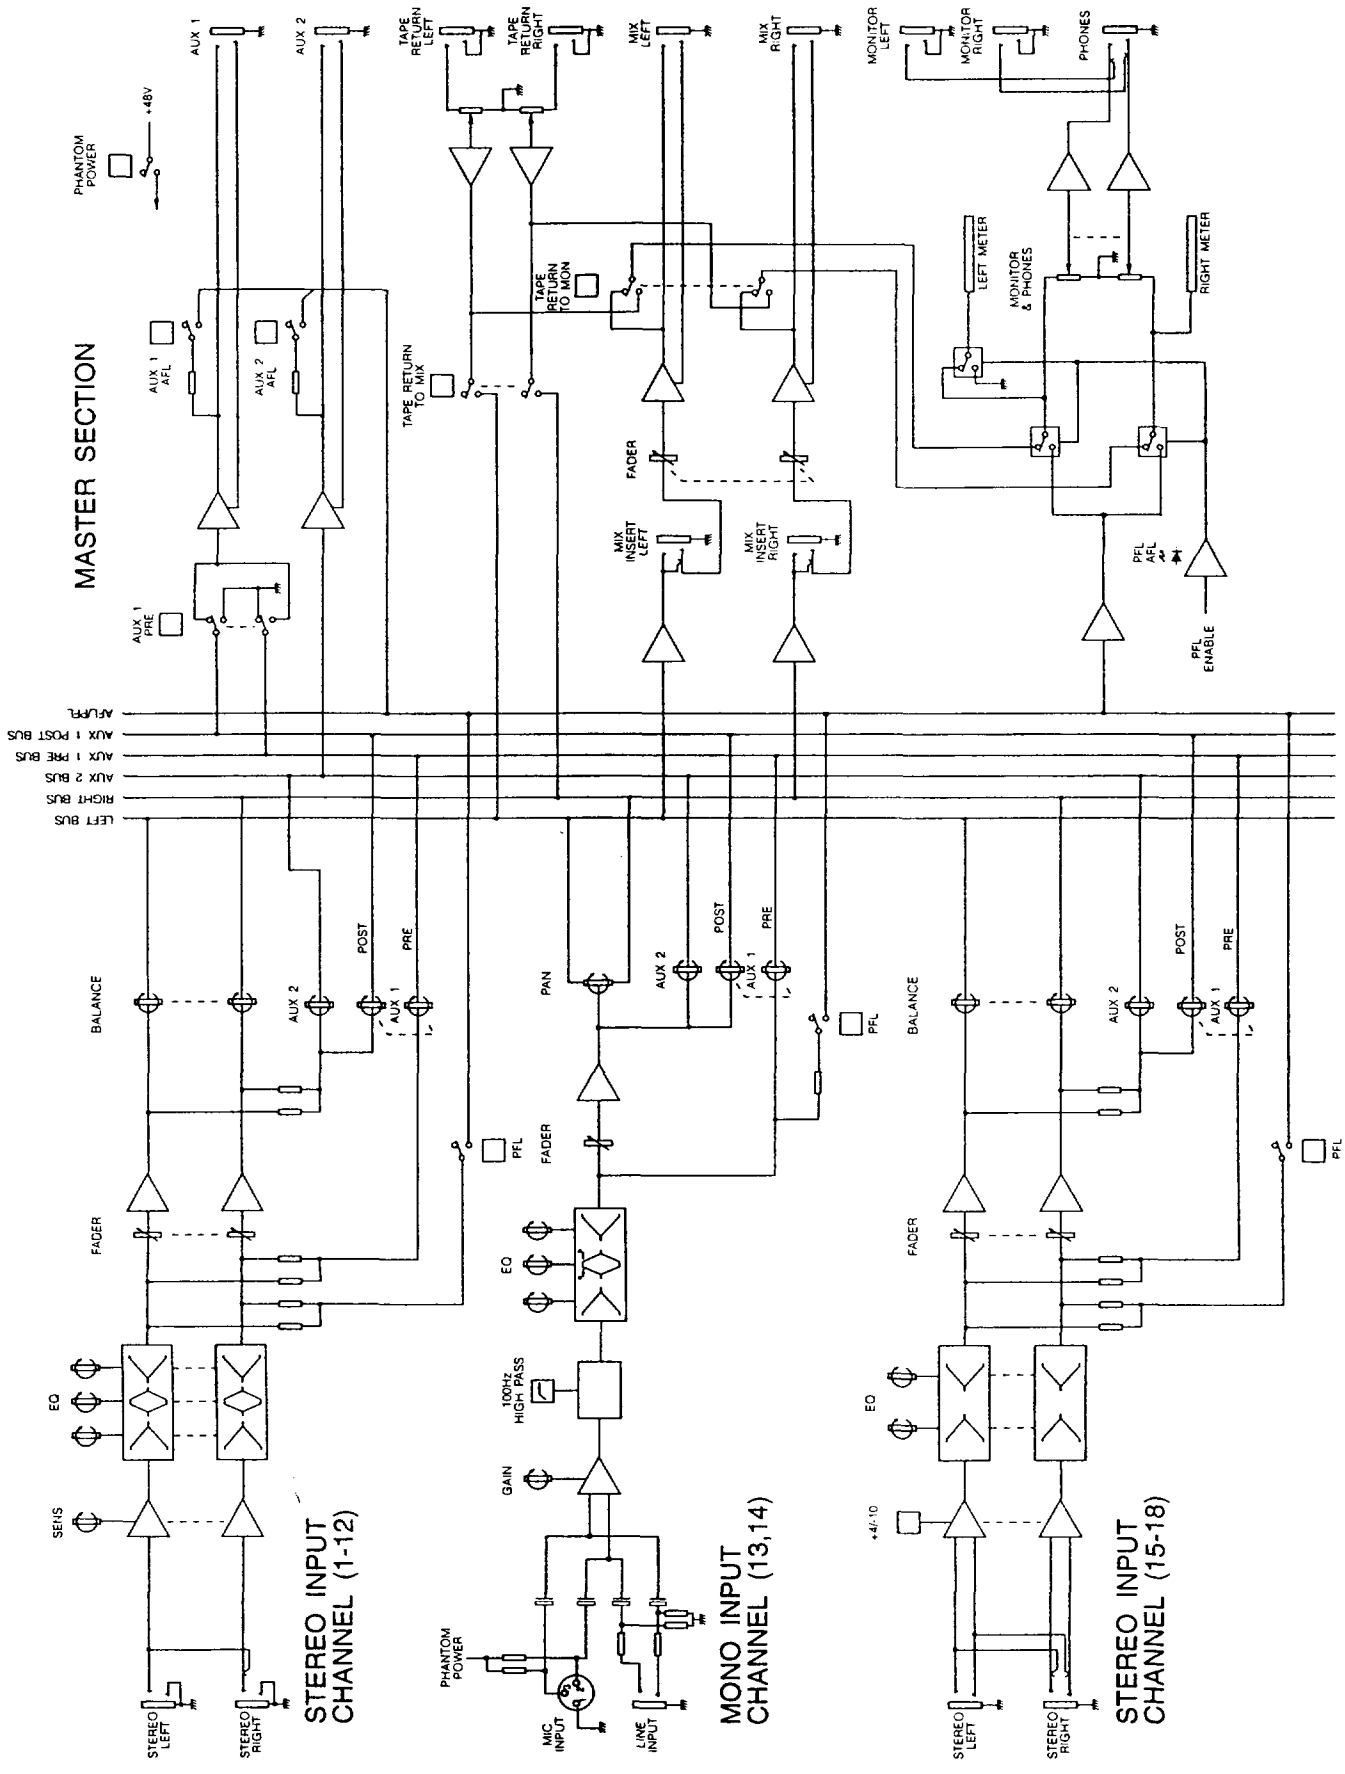 MASTER SECTION
PHANTOM
POWER
+48V
AUX 1
AUX 2
TAPE
RETURN
LEFT
TAPE
RETURN
RIGHT
MIX
LEFT
MIX
RIGHT
MONITOR
LEFT
MONITOR
RIGHT
PHONES
AUX 1
AFL
AUX 2
AFL
TAPE RETURN
TO MIX
TAPE
RETURN
TO MON
LEFT METER
MONITOR
& PHONES
RIGHT METER
FADER
AUX 1
PRE
MIX
INSERT
LEFT
MIX
INSERT
RIGHT
PFL
AFL
PFL
ENABLE
AFL/PFL
AUX 1 POST BUS
AUX 1 PRE BUS
AUX 2 BUS
RIGHT BUS
LEFT BUS
STEREO INPUT
CHANNEL (1-12)
STEREO
LEFT
STEREO
RIGHT
SENS
EQ
FADER
BALANCE
AUX 2
POST
AUX 1
PRE
PFL
MONO INPUT
CHANNEL (13,14)
PHANTOM
POWER
MIC
INPUT
LINE
INPUT
GAIN
100Hz
HIGH PASS
EQ
FADER
PAN
AUX 2
POST
AUX 1
PRE
PFL
STEREO INPUT
CHANNEL (15-18)
STEREO
LEFT
STEREO
RIGHT
+4/-10
EQ
FADER
BALANCE
AUX 2
POST
AUX 1
PRE
PFL